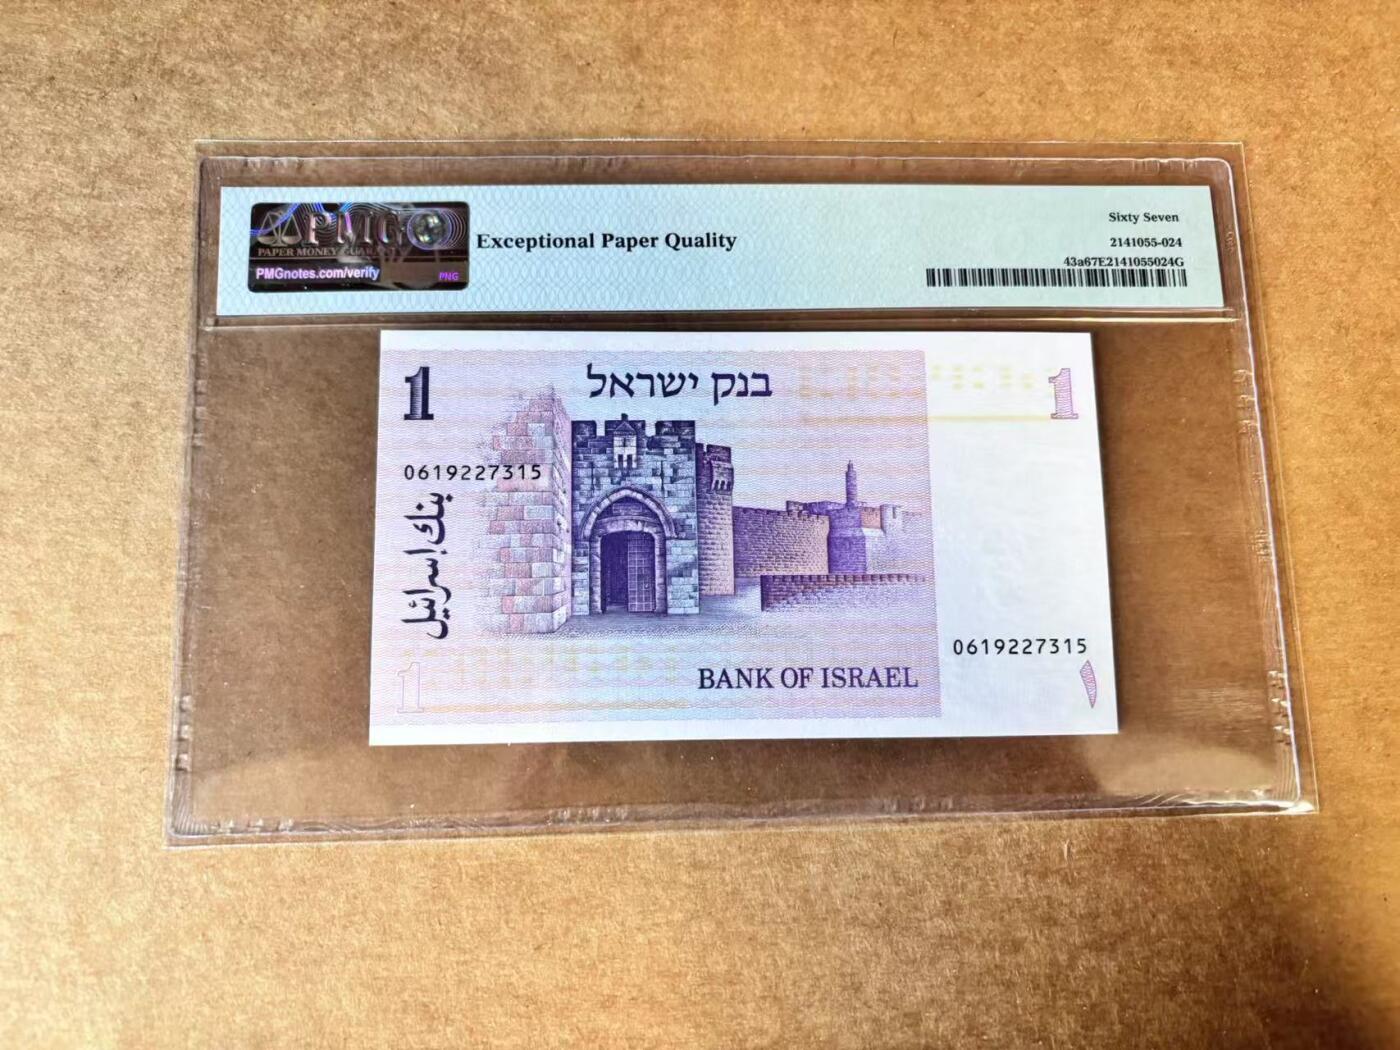 PMG
PAPER MONEY GUARANTY
PMGnotes.com/verify
PNG
Exceptional Paper Quality
Sixty Seven
2141055-024
43a67E2141055024G
1
בנק ישראל
1
0619227315
بنك إسرائيل
0619227315
1
BANK OF ISRAEL
١